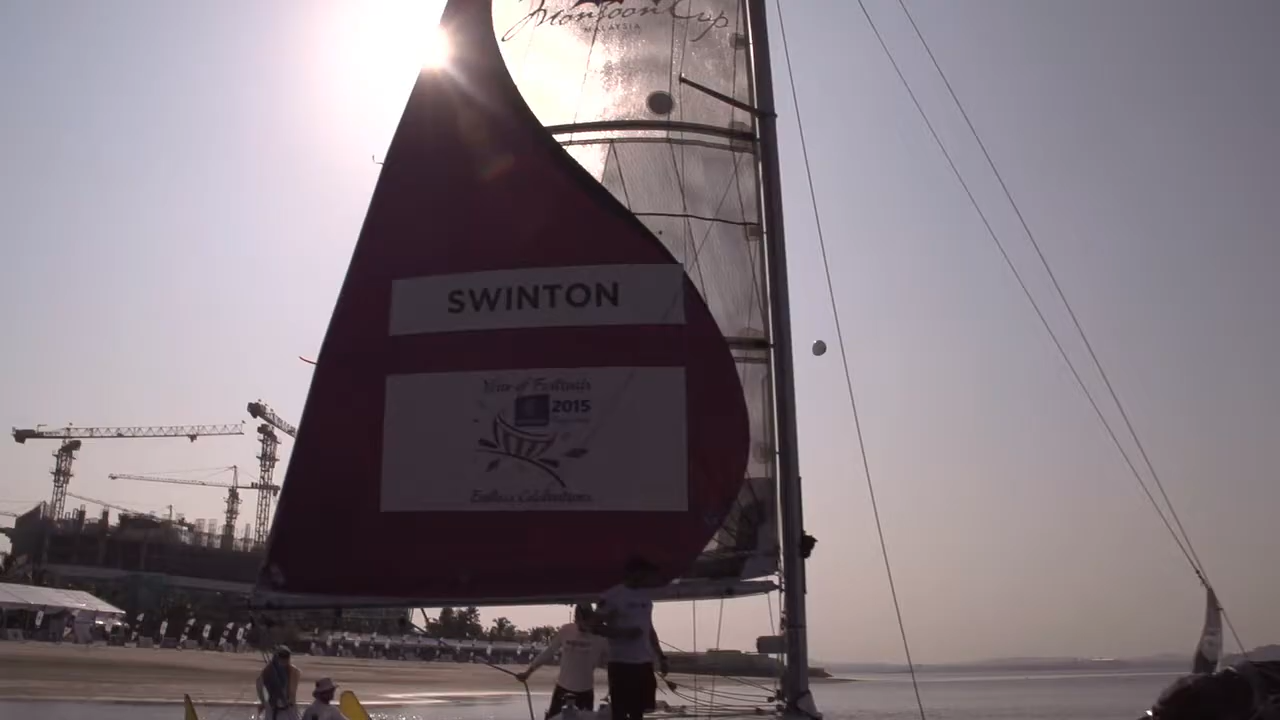 Monsoon Cup
MALAYSIA
SWINTON
Year of Festivals
2015
Endless Celebrations